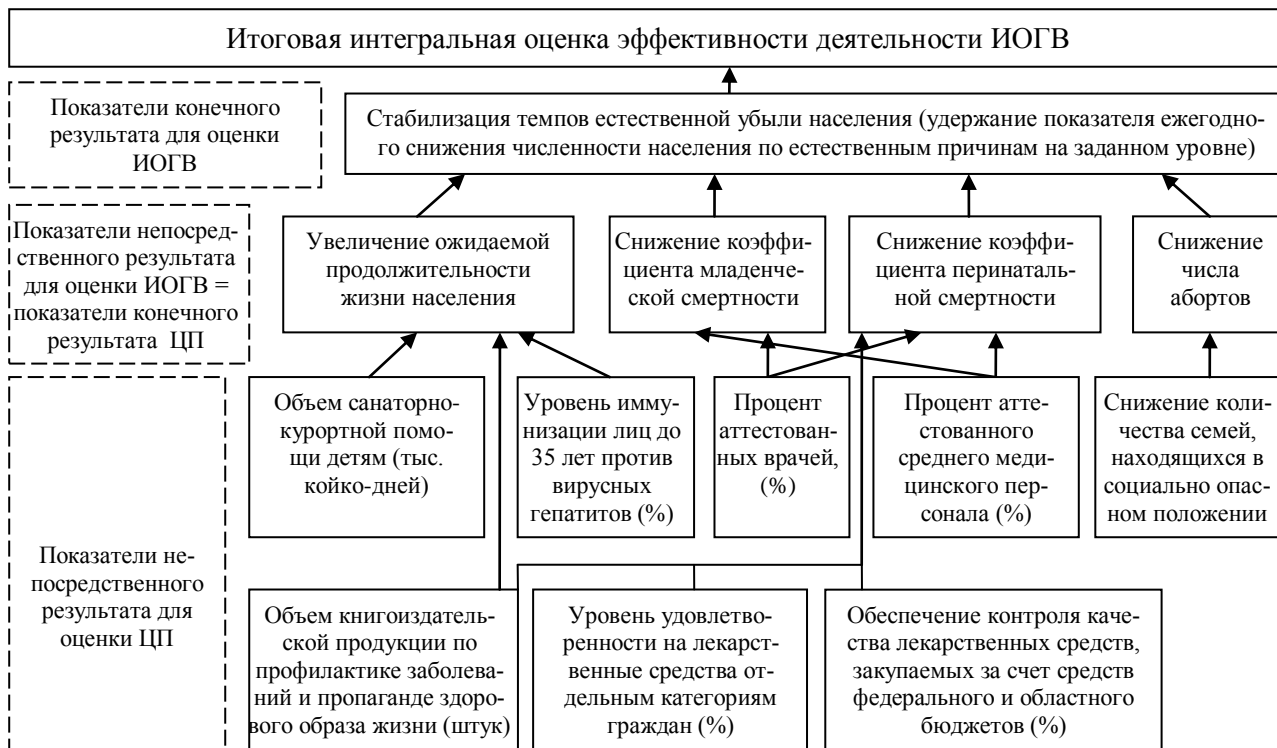 Итоговая интегральная оценка эффективности деятельности ИОГВ
Показатели конечного
результата для оценки
ИОГВ
Стабилизация темпов естественной убыли населения (удержание показателя ежегодно-
го снижения численности населения по естественным причинам на заданном уровне)
Показатели непосред-
ственного результата
для оценки ИОГВ =
показатели конечного
результата ЦП
Увеличение ожидаемой
продолжительности
жизни населения
Снижение коэффи-
циента младенче-
ской смертности
Снижение коэффи-
циента перинаталь-
ной смертности
Снижение
числа
абортов
Показатели не-
посредственного
результата для
оценки ЦП
Объем санаторно-
курортной помо-
щи детям (тыс.
койко-дней)
Уровень имму-
низации лиц до
35 лет против
вирусных
гепатитов (%)
Процент
аттестован-
ных врачей,
(%)
Процент атте-
стованного
среднего меди-
цинского пер-
сонала (%)
Снижение коли-
чества семей,
находящихся в
социально опас-
ном положении
Объем книгоиздатель-
ской продукции по
профилактике заболева-
ний и пропаганде здоро-
вого образа жизни (штук)
Уровень удовлетво-
ренности на лекарст-
венные средства от-
дельным категориям
граждан (%)
Обеспечение контроля каче-
ства лекарственных средств,
закупаемых за счет средств
федерального и областного
бюджетов (%)